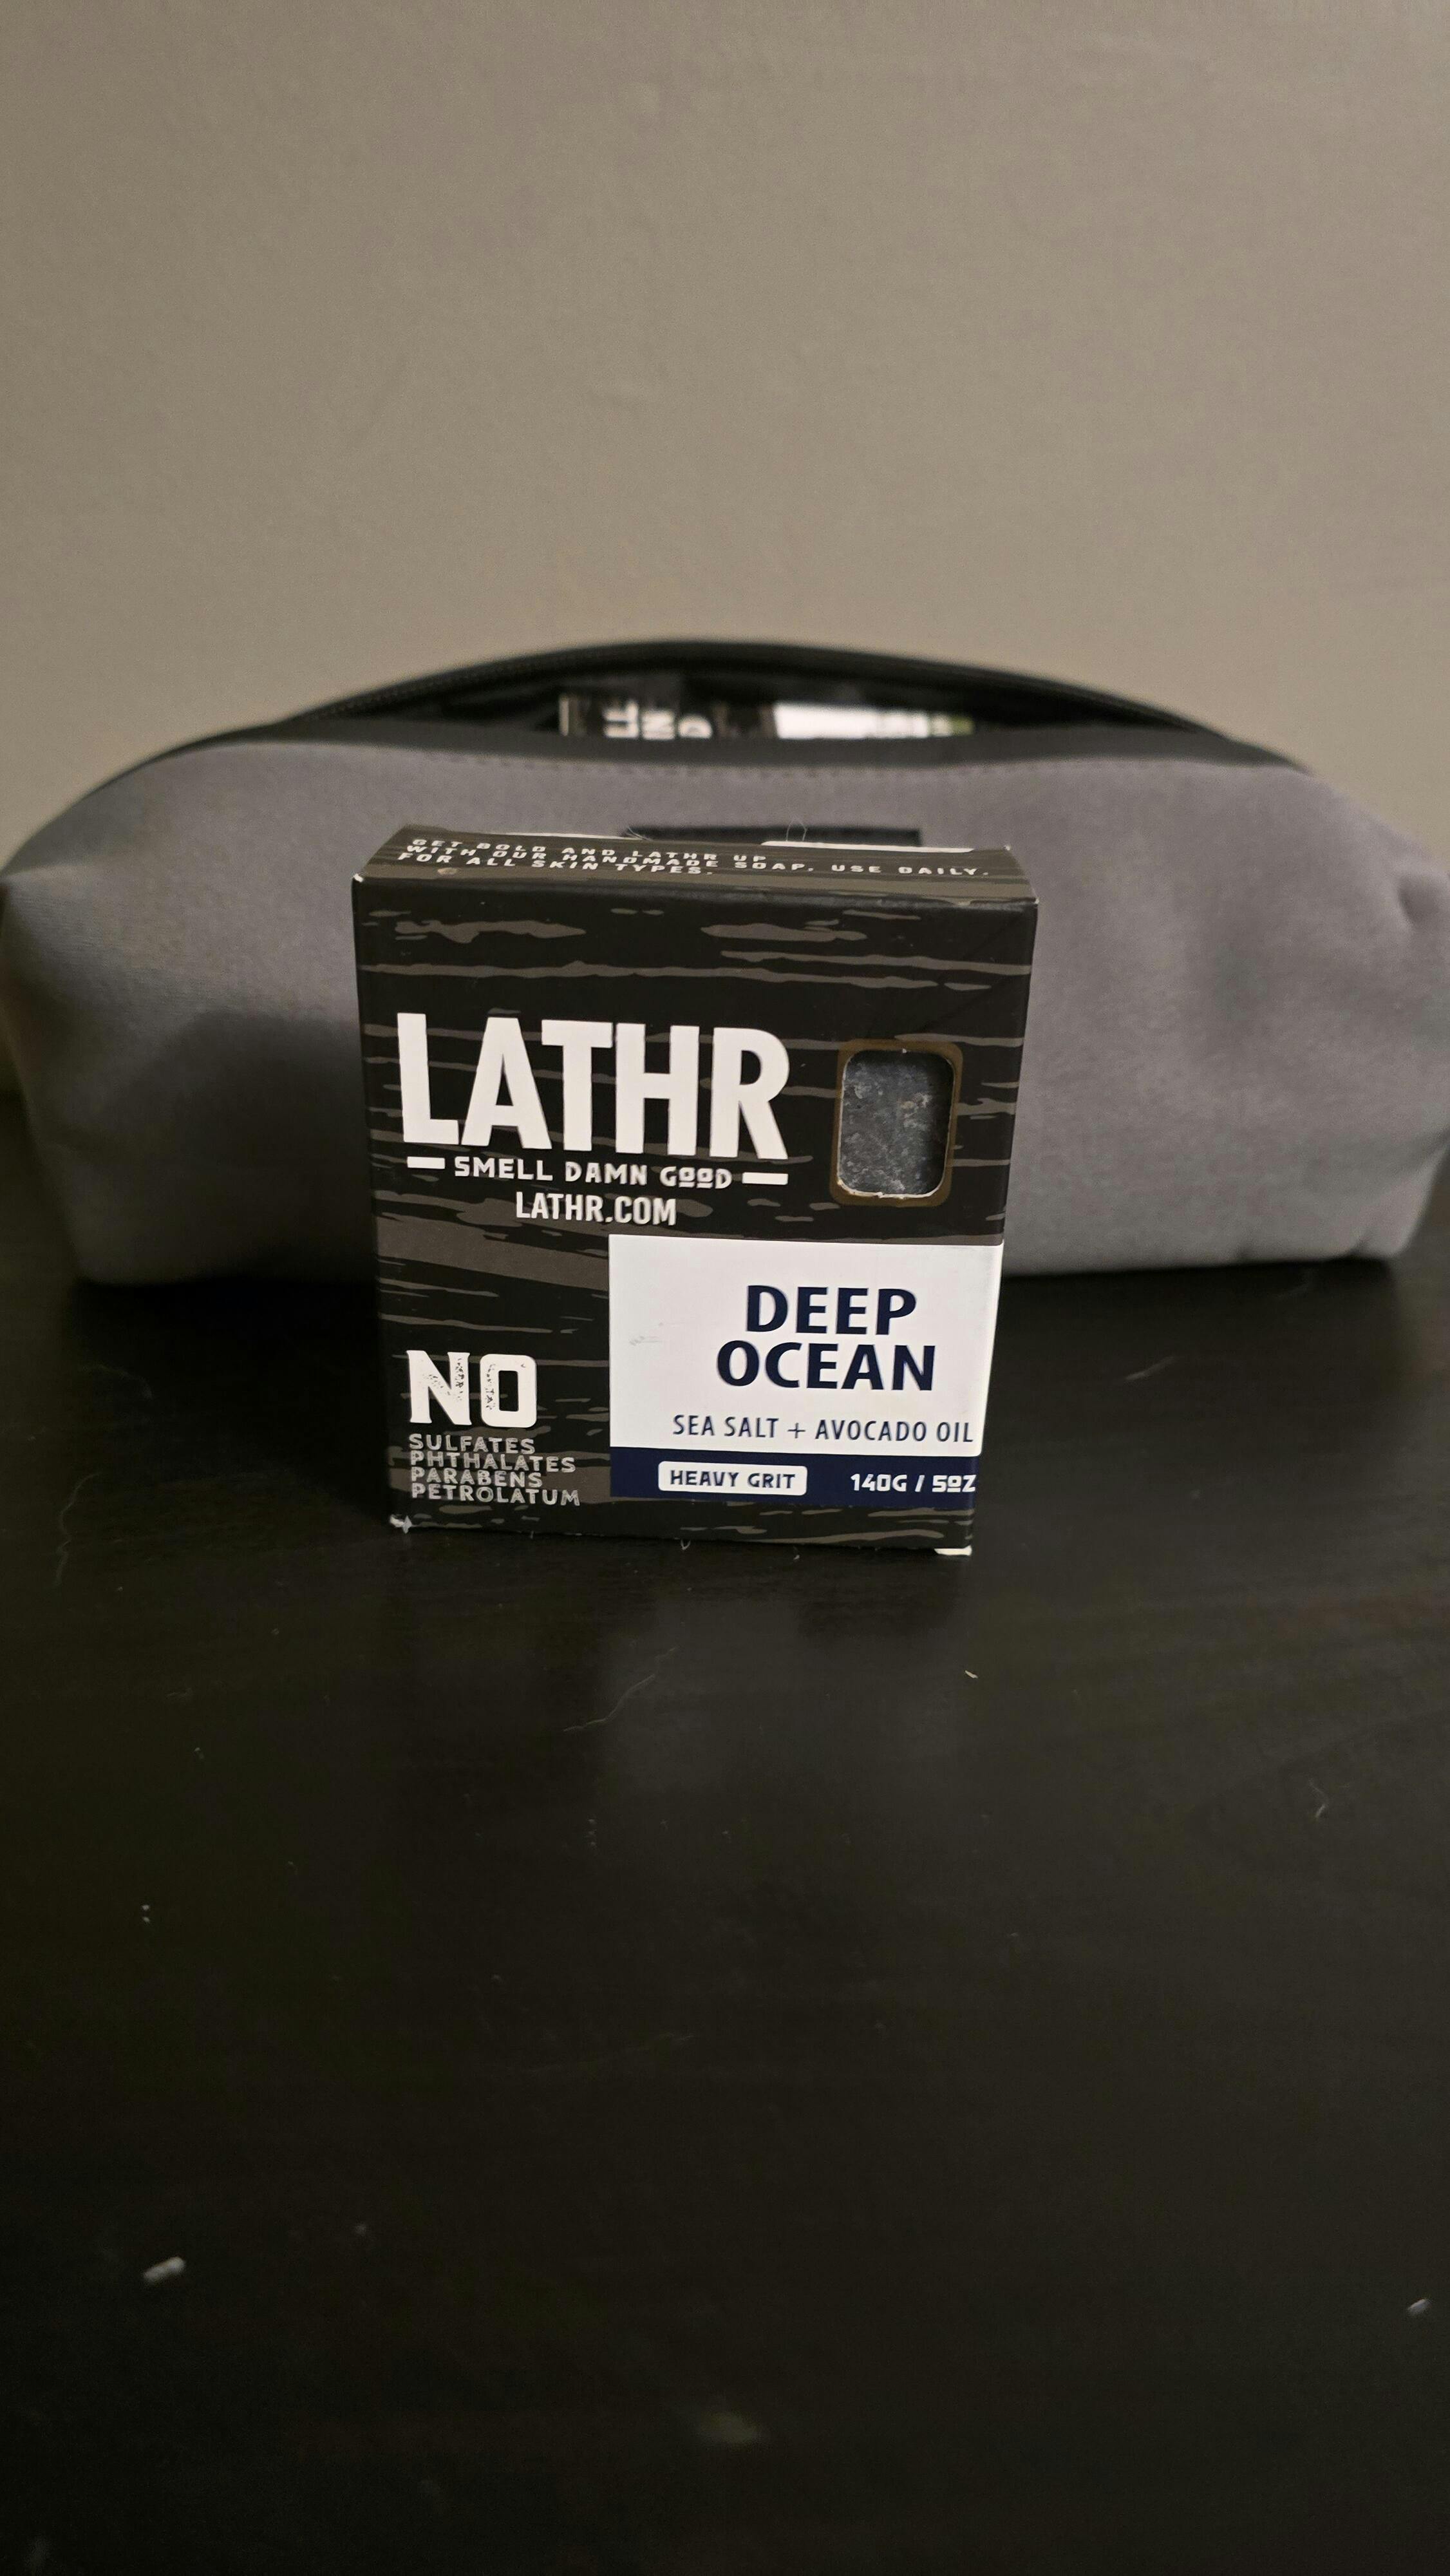 GET BOLD AND LATHR UP
WITH OUR HANDMADE SOAP. USE DAILY.
FOR ALL SKIN TYPES.
LATHR
SMELL DAMN GOOD
LATHR.COM
DEEP
OCEAN
SEA SALT + AVOCADO OIL
HEAVY GRIT 140G / 5OZ
NO
SULFATES
PHTHALATES
PARABENS
PETROLATUM